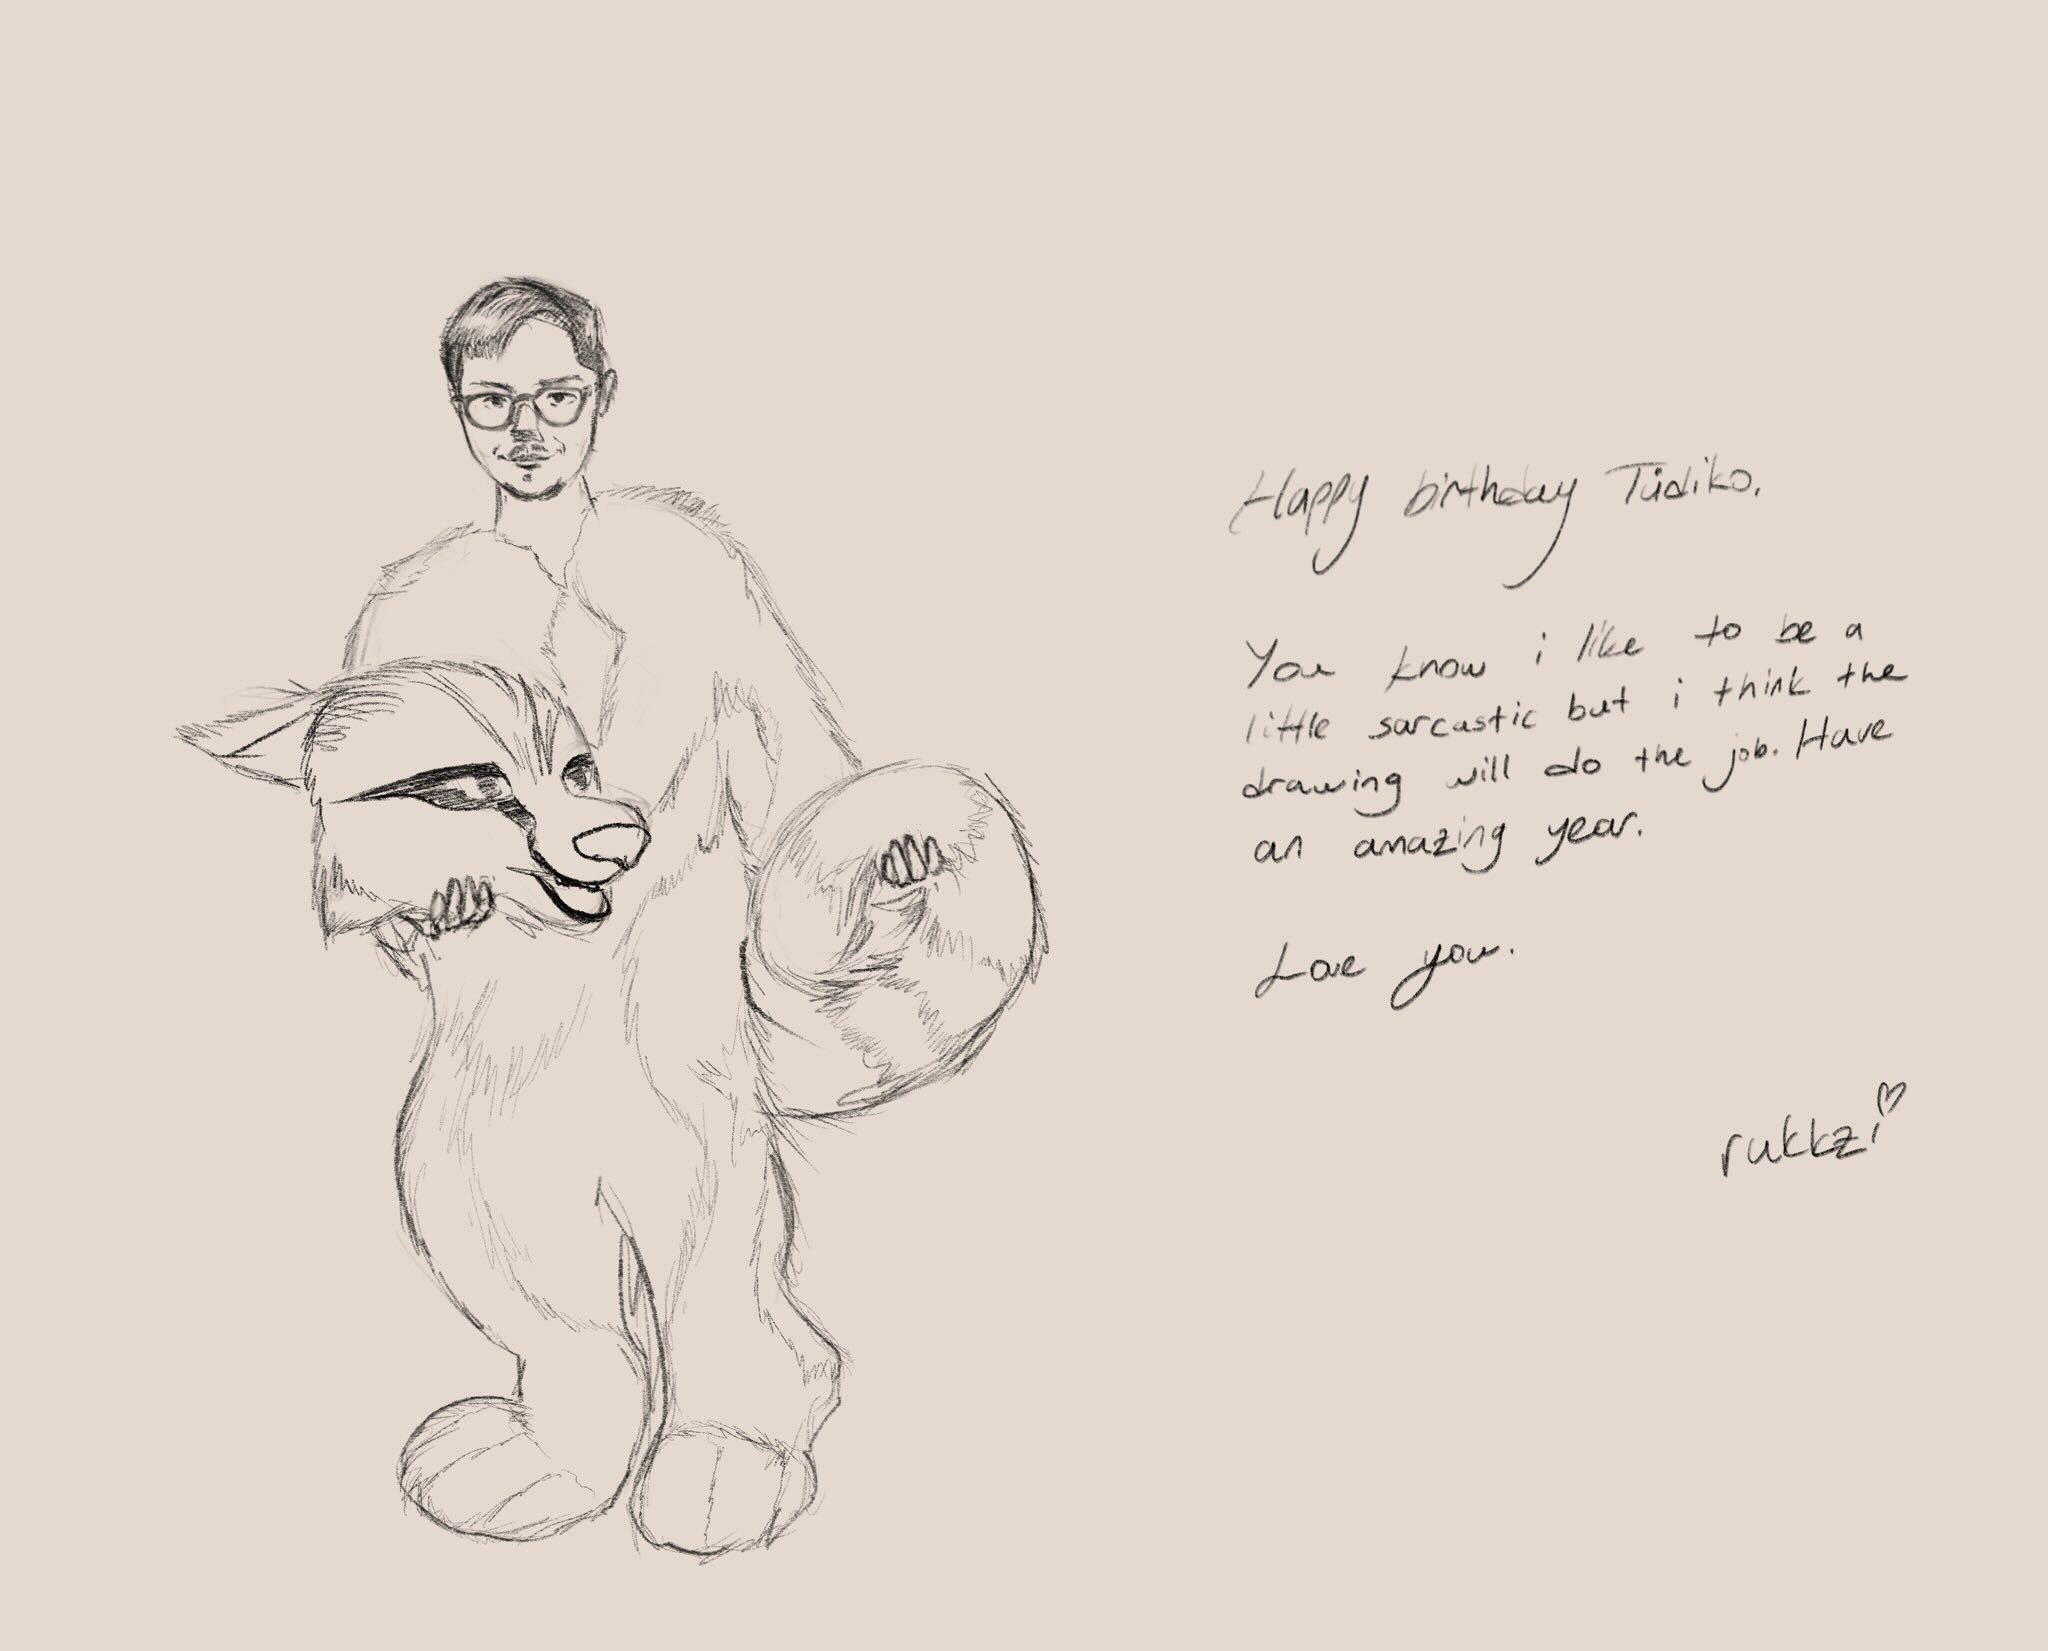 Happy birthday Tüdiko.
You know i like to be a
little sarcastic but i think the
drawing will do the job. Have
an amazing year.
Love you.
rukkzi